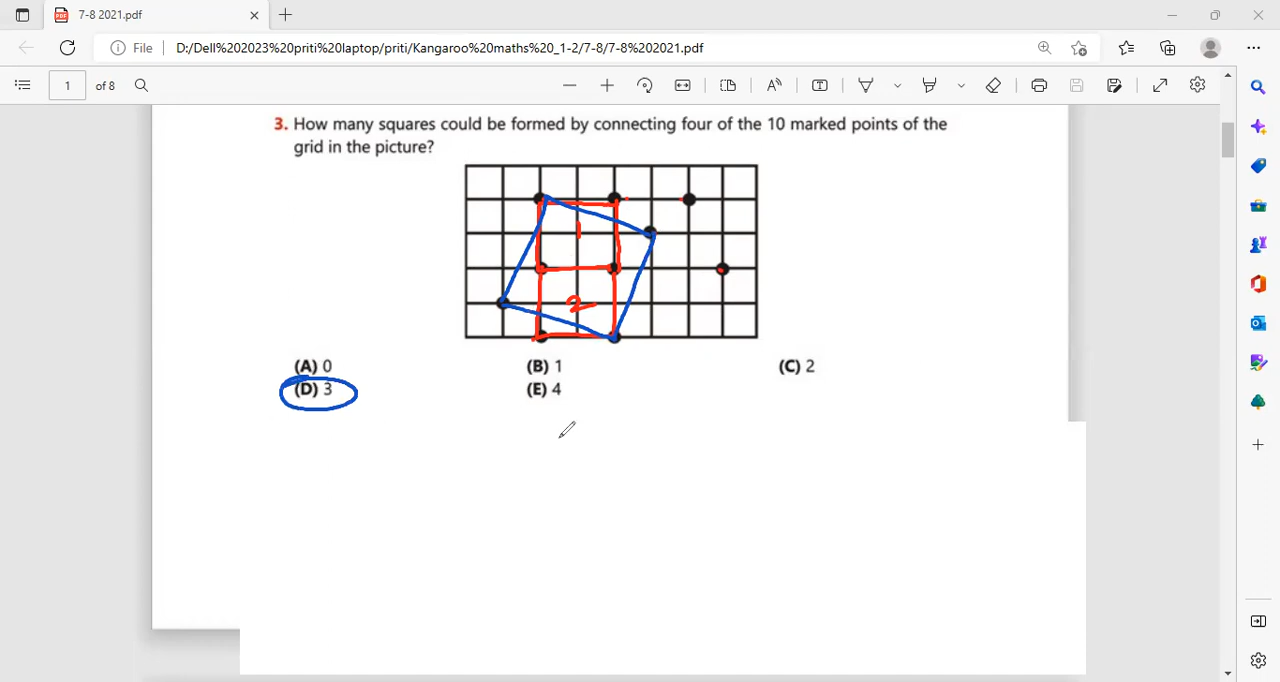 7-8 2021.pdf
File D:/Dell%202023%20priti%20laptop/priti/Kangaroo%20maths%20_1-2/7-8/7-8%202021.pdf
1 of 8
3. How many squares could be formed by connecting four of the 10 marked points of the
grid in the picture?
1
2
(A) 0 (B) 1 (C) 2
(D) 3 (E) 4